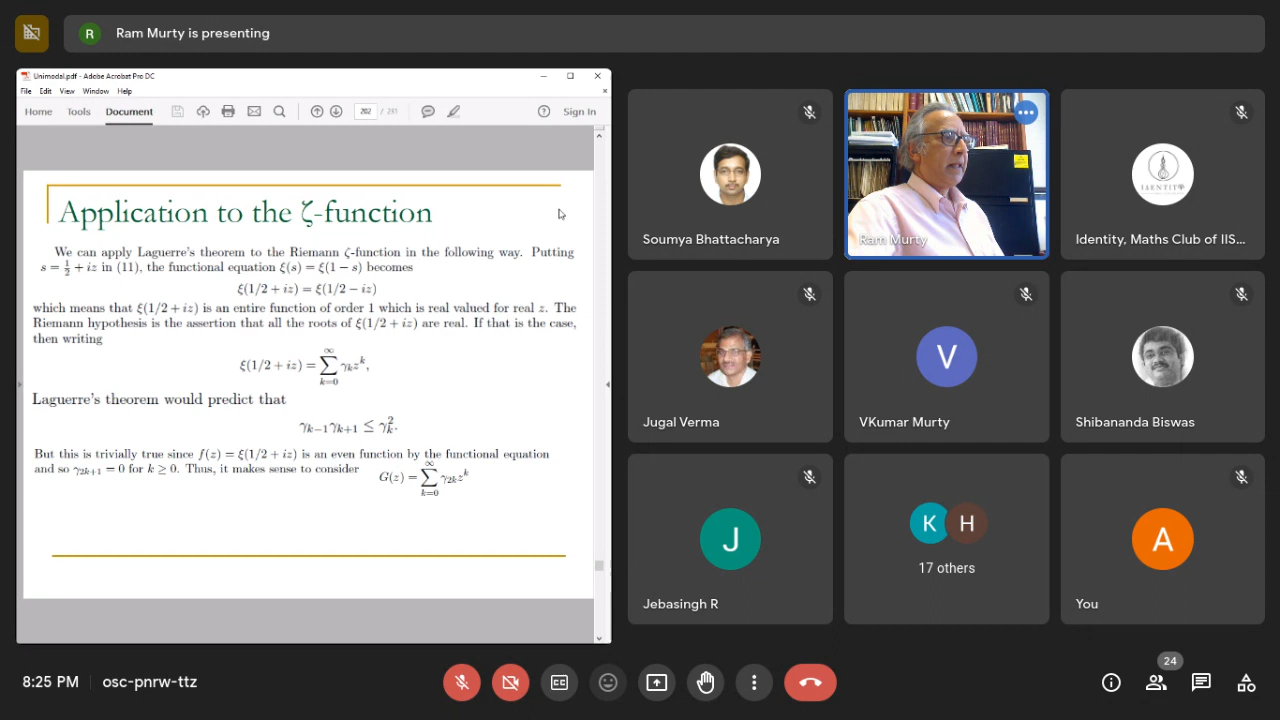 R
Ram Murty is presenting
Unimodal.pdf - Adobe Acrobat Pro DC
File Edit View Window Help
Home Tools Document 202 / 231 Sign In
Application to the ζ-function
We can apply Laguerre's theorem to the Riemann ζ-function in the following way. Putting
s = 1/2 + iz in (11), the functional equation ξ(s) = ξ(1 − s) becomes
ξ(1/2 + iz) = ξ(1/2 − iz)
which means that ξ(1/2 + iz) is an entire function of order 1 which is real valued for real z. The
Riemann hypothesis is the assertion that all the roots of ξ(1/2 + iz) are real. If that is the case,
then writing
ξ(1/2 + iz) = ∑_{k=0}^{∞} γ_k z^k,
Laguerre's theorem would predict that
γ_{k−1}γ_{k+1} ≤ γ_k^2.
But this is trivially true since f(z) = ξ(1/2 + iz) is an even function by the functional equation
and so γ_{2k+1} = 0 for k ≥ 0. Thus, it makes sense to consider
G(z) = ∑_{k=0}^{∞} γ_{2k} z^k
Soumya Bhattacharya
Ram Murty
ISENTITY
Identity, Maths Club of IIS...
Jugal Verma
V
VKumar Murty
Shibananda Biswas
J
Jebasingh R
K H
17 others
A
You
8:25 PM | osc-pnrw-ttz
CC
24